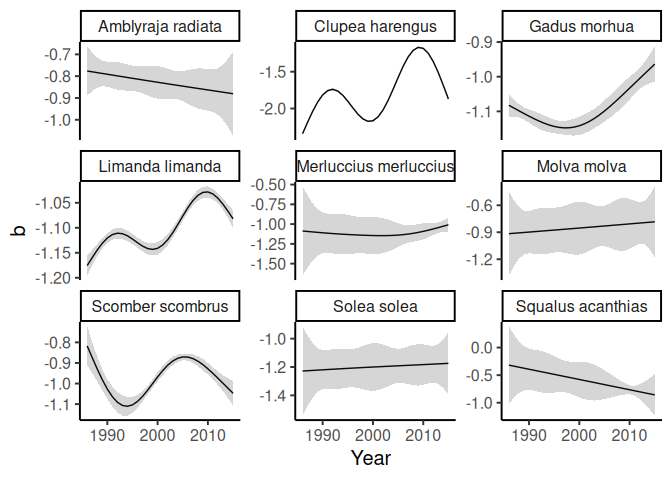 Amblyraja radiata Clupea harengus Gadus morhua
-0.7 -0.8 -0.9 -1.0
-1.5 -2.0
-0.9 -1.0 -1.1
Limanda limanda Merluccius merluccius Molva molva
-1.05 -1.10 -1.15 -1.20
-0.50 -0.75 -1.00 -1.25 -1.50
-0.6 -0.9 -1.2
b
Scomber scombrus Solea solea Squalus acanthias
-0.8 -0.9 -1.0 -1.1
-1.0 -1.2 -1.4
0.0 -0.5 -1.0
1990 2000 2010 1990 2000 2010 1990 2000 2010
Year